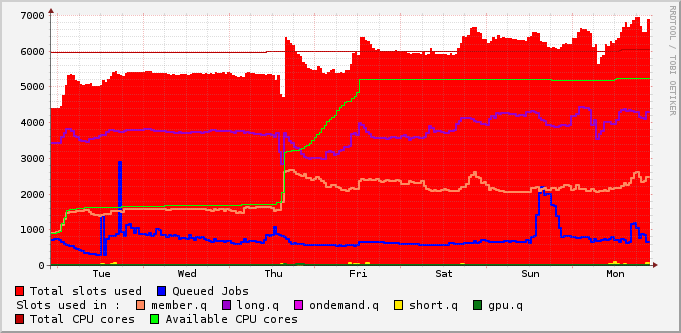 RRDTOOL / TOBI OETIKER
7000
6000
5000
4000
3000
2000
1000
0
Tue Wed Thu Fri Sat Sun Mon
Total slots used Queued Jobs
Slots used in : member.q long.q ondemand.q short.q gpu.q
Total CPU cores Available CPU cores